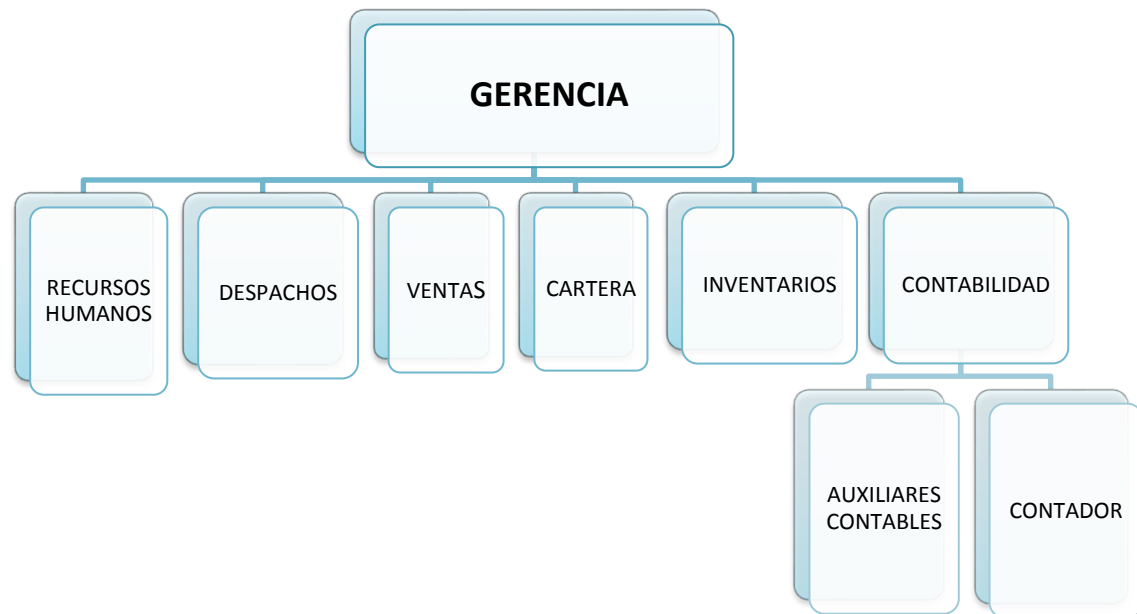 GERENCIA
RECURSOS
HUMANOS
DESPACHOS
VENTAS
CARTERA
INVENTARIOS
CONTABILIDAD
AUXILIARES
CONTABLES
CONTADOR